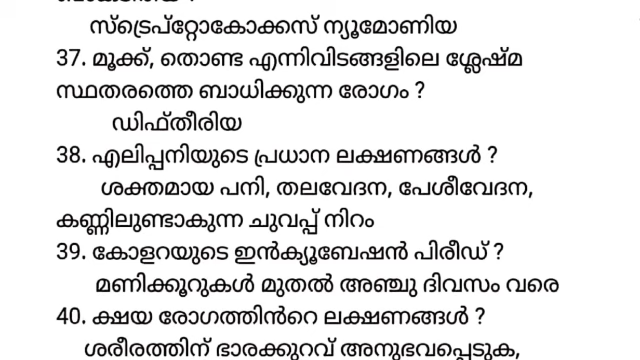 സ്ട്രെപ്റ്റോകോക്കസ് ന്യൂമോണിയ
37. മൂക്ക്, തൊണ്ട എന്നിവിടങ്ങളിലെ ശ്ലേഷ്മ
സ്ഥതരത്തെ ബാധിക്കുന്ന രോഗം ?
ഡിഫ്തീരിയ
38. എലിപ്പനിയുടെ പ്രധാന ലക്ഷണങ്ങൾ ?
ശക്തമായ പനി, തലവേദന, പേശീവേദന,
കണ്ണിലുണ്ടാകുന്ന ചുവപ്പ് നിറം
39. കോളറയുടെ ഇൻക്യൂബേഷൻ പിരീഡ് ?
മണിക്കൂറുകൾ മുതൽ അഞ്ചു ദിവസം വരെ
40. ക്ഷയ രോഗത്തിൻറെ ലക്ഷണങ്ങൾ ?
ശരീരത്തിന് ഭാരക്കുറവ് അനുഭവപ്പെടുക,